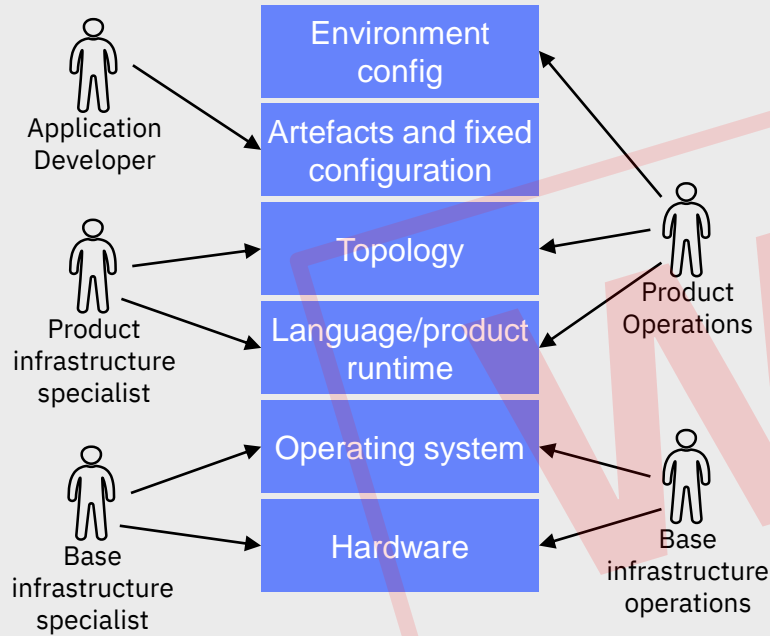 Environment
config
Artefacts and fixed
configuration
Topology
Language/product
runtime
Operating system
Hardware
Application
Developer
Product
infrastructure
specialist
Base
infrastructure
specialist
Product
Operations
Base
infrastructure
operations
W